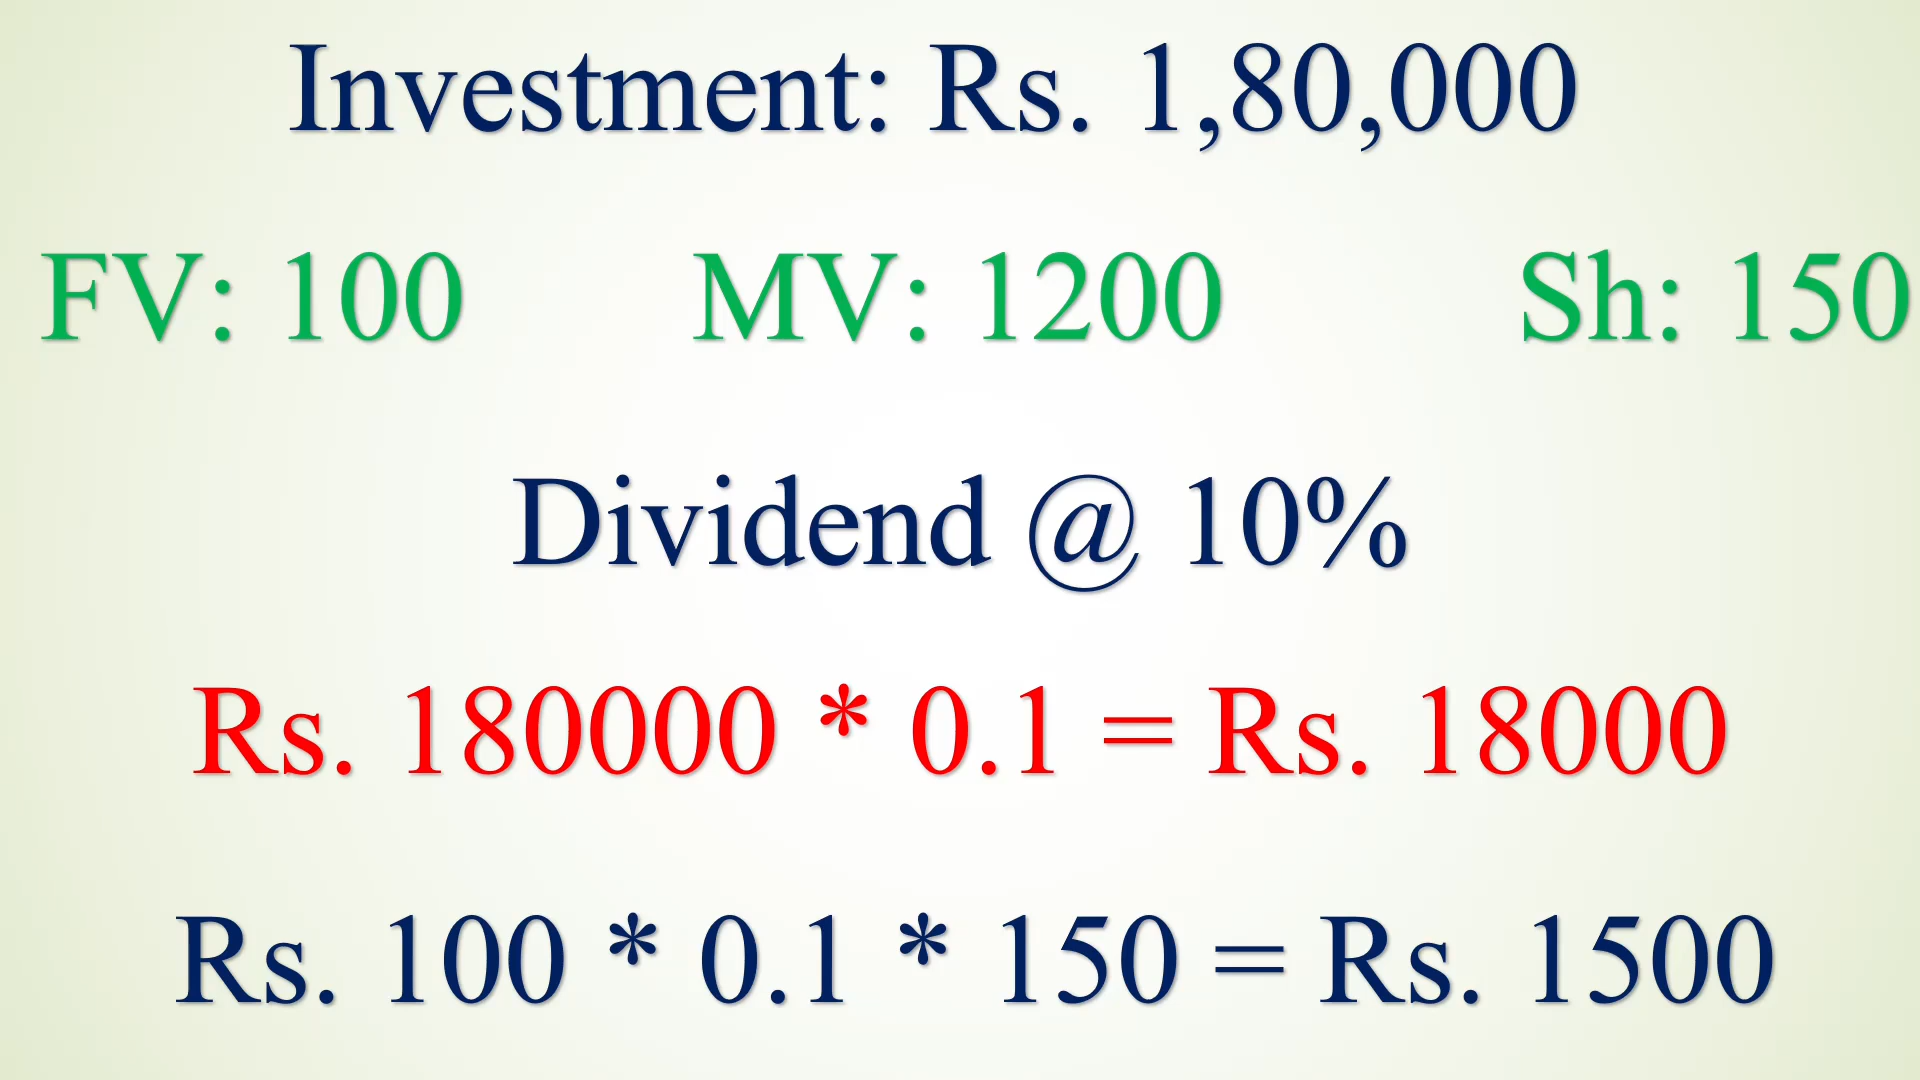 Investment: Rs. 1,80,000
FV: 100 MV: 1200 Sh: 150
Dividend @ 10%
Rs. 180000 * 0.1 = Rs. 18000
Rs. 100 * 0.1 * 150 = Rs. 1500